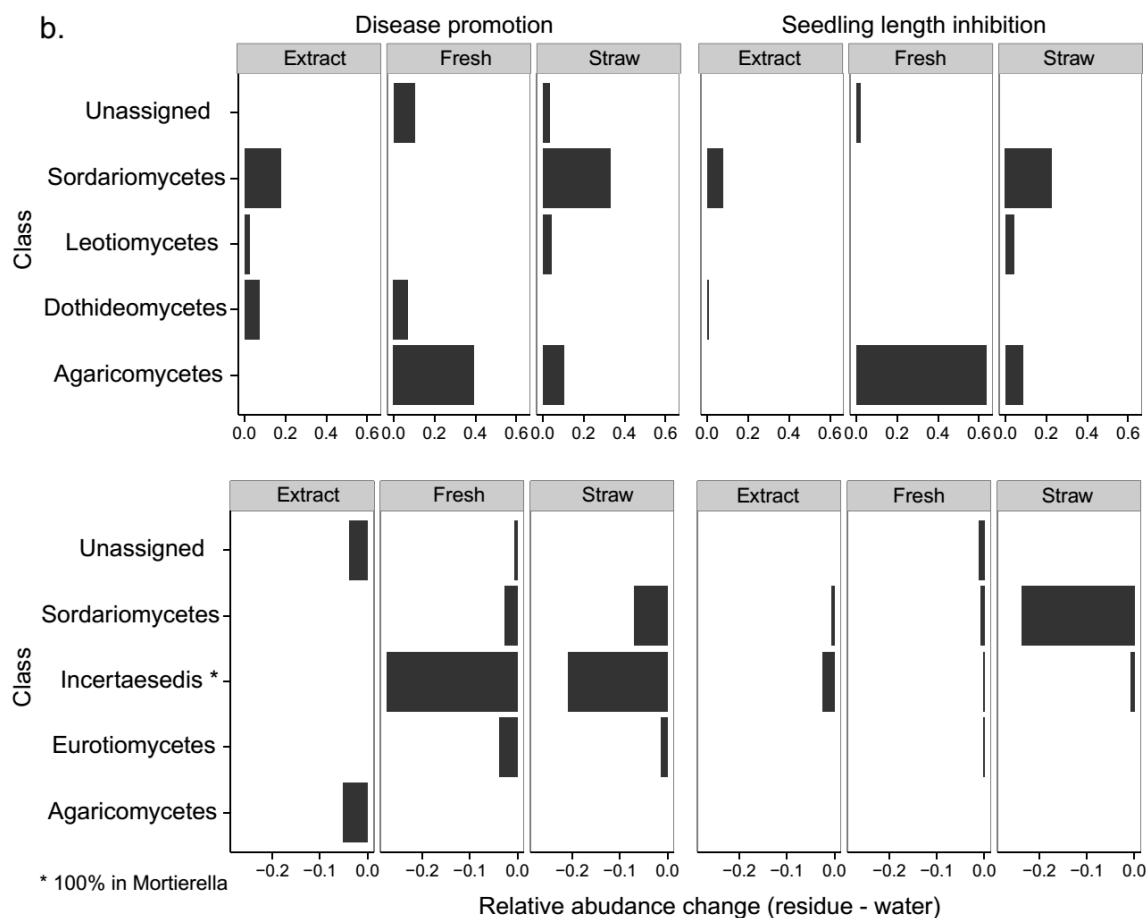 b.
Disease promotion Seedling length inhibition
Extract Fresh Straw Extract Fresh Straw
Unassigned
Sordariomycetes
Leotiomycetes
Dothideomycetes
Agaricomycetes
Class
0.0 0.2 0.4 0.6 0.0 0.2 0.4 0.6 0.0 0.2 0.4 0.6 0.0 0.2 0.4 0.6 0.0 0.2 0.4 0.6 0.0 0.2 0.4 0.6
Extract Fresh Straw Extract Fresh Straw
Unassigned
Sordariomycetes
Incertaesedis *
Eurotiomycetes
Agaricomycetes
Class
−0.2 −0.1 0.0 −0.2 −0.1 0.0 −0.2 −0.1 0.0 −0.2 −0.1 0.0 −0.2 −0.1 0.0 −0.2 −0.1 0.0
* 100% in Mortierella
Relative abudance change (residue - water)